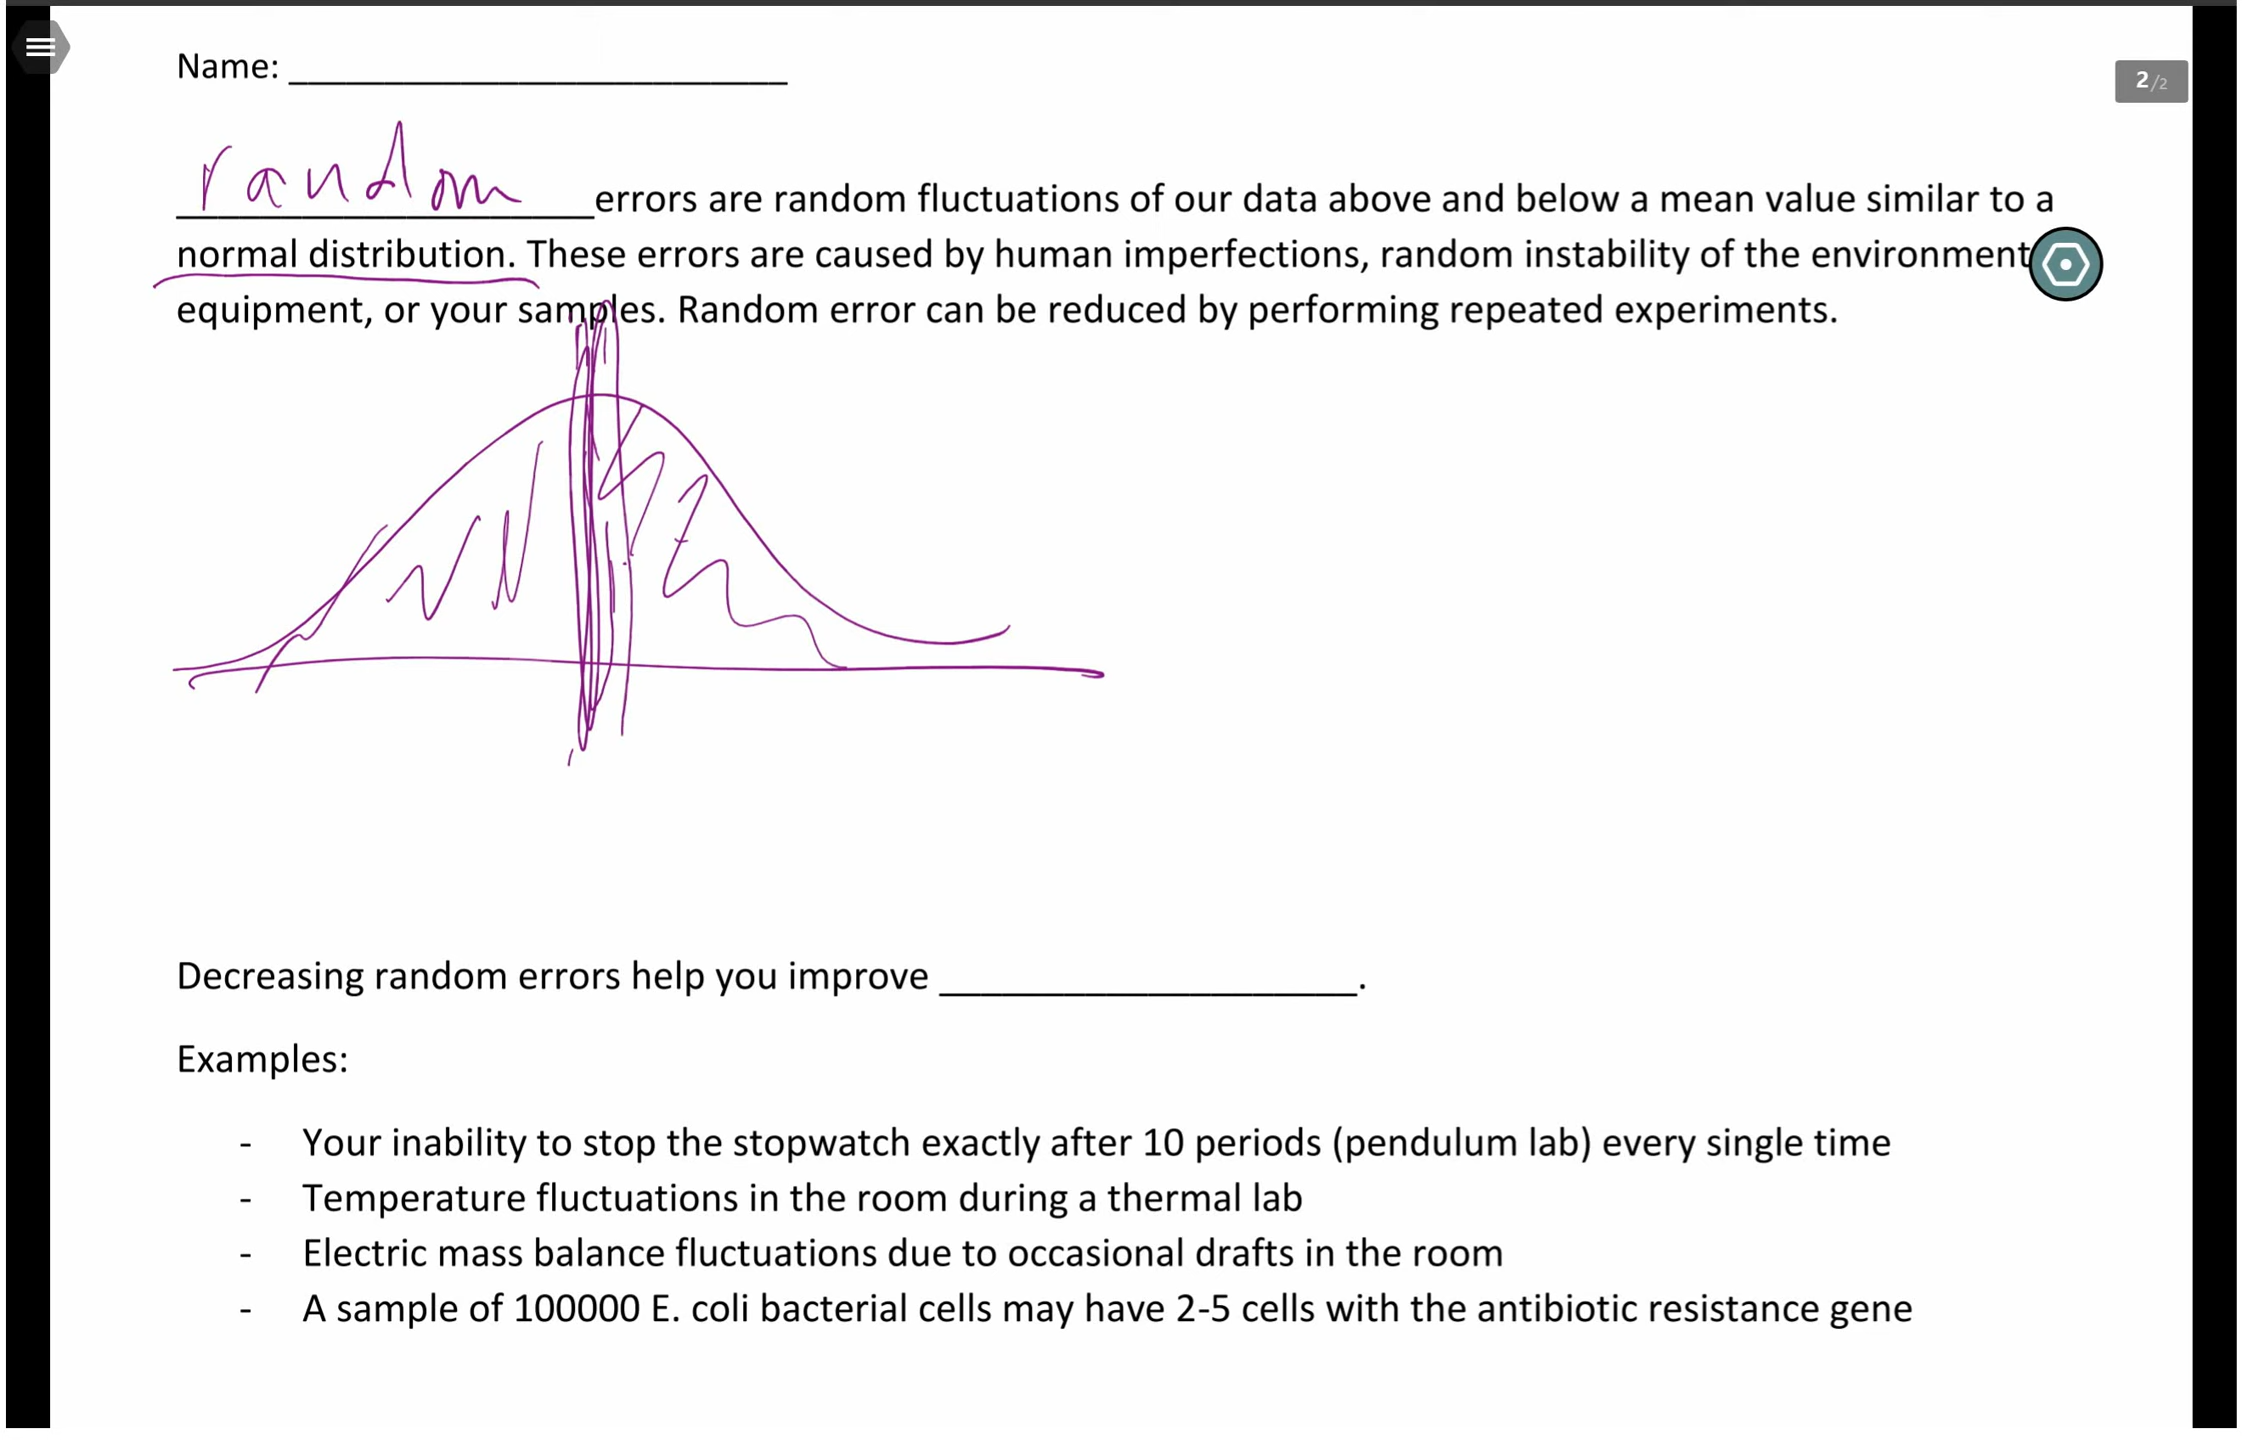 Name: ________________________
2/2
random errors are random fluctuations of our data above and below a mean value similar to a
normal distribution. These errors are caused by human imperfections, random instability of the environment
equipment, or your samples. Random error can be reduced by performing repeated experiments.
Decreasing random errors help you improve ____________________.
Examples:
- Your inability to stop the stopwatch exactly after 10 periods (pendulum lab) every single time
- Temperature fluctuations in the room during a thermal lab
- Electric mass balance fluctuations due to occasional drafts in the room
- A sample of 100000 E. coli bacterial cells may have 2-5 cells with the antibiotic resistance gene